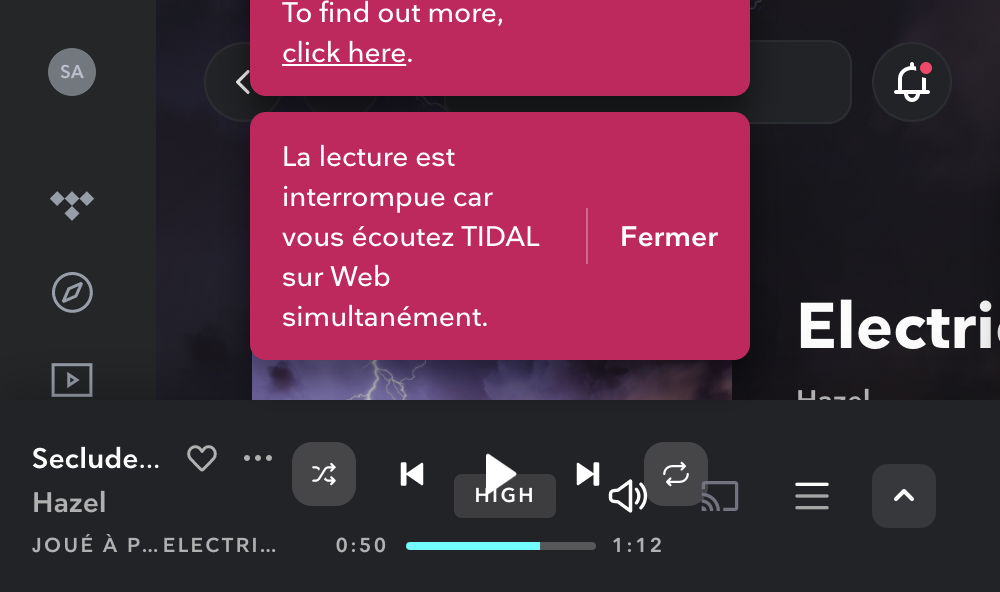 To find out more,
click here.
SA
La lecture est
interrompue car
vous écoutez TIDAL
sur Web
simultanément.
Fermer
Electri
Hazel
Seclude...
Hazel
HIGH
JOUÉ À P... ELECTRI...
0:50
1:12